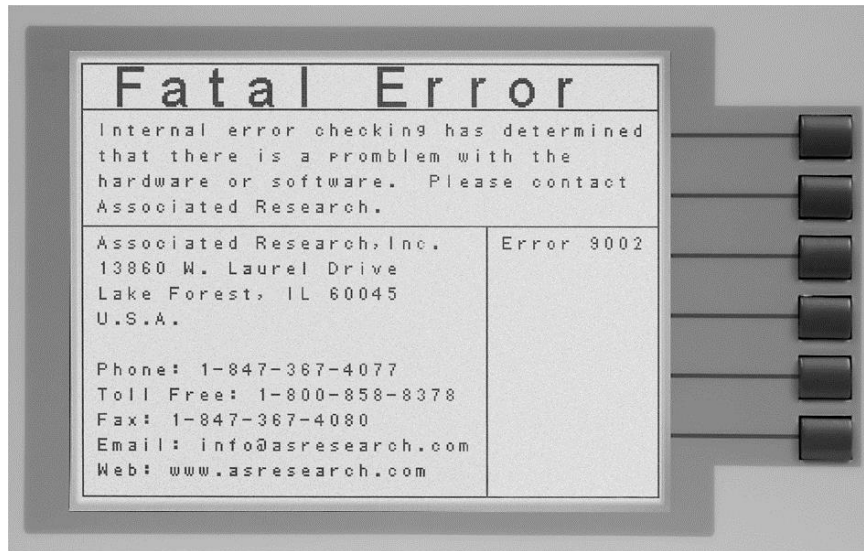 Fatal Error
Internal error checking has determined
that there is a promblem with the
hardware or software.  Please contact
Associated Research.
Associated Research,Inc.
13860 W. Laurel Drive
Lake Forest, IL 60045
U.S.A.
Phone: 1-847-367-4077
Toll Free: 1-800-858-8378
Fax: 1-847-367-4080
Email: info@asresearch.com
Web: www.asresearch.com
Error 9002